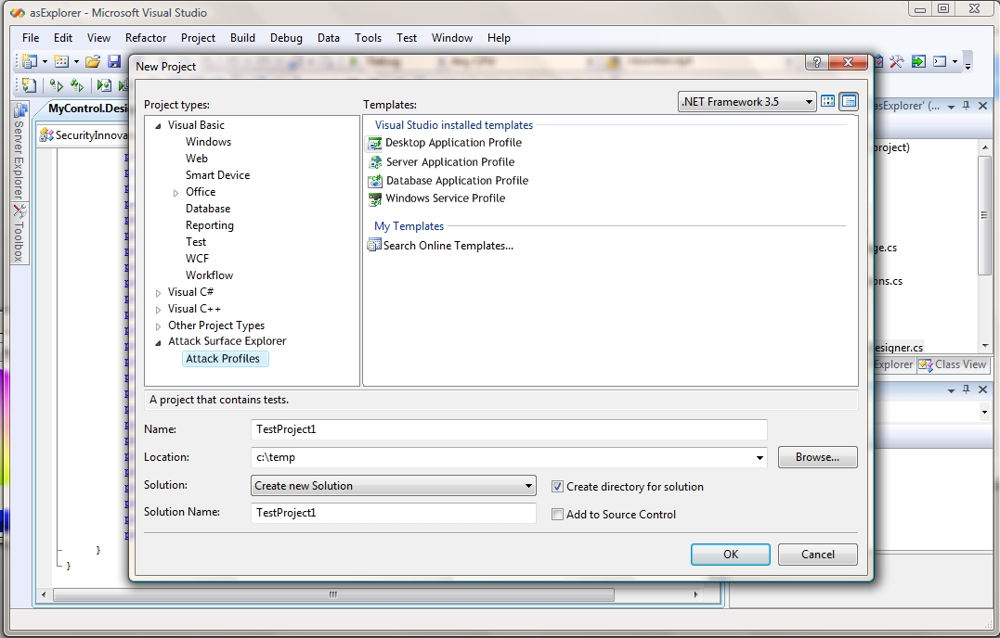 asExplorer - Microsoft Visual Studio
File Edit View Refactor Project Build Debug Data Tools Test Window Help
New Project
Project types:
Templates:
.NET Framework 3.5
Visual Basic
Windows
Web
Smart Device
Office
Database
Reporting
Test
WCF
Workflow
Visual C#
Visual C++
Other Project Types
Attack Surface Explorer
Attack Profiles
Visual Studio installed templates
Desktop Application Profile
Server Application Profile
Database Application Profile
Windows Service Profile
My Templates
Search Online Templates...
A project that contains tests.
Name:
TestProject1
Location:
c:\temp
Browse...
Solution:
Create new Solution
Create directory for solution
Solution Name:
TestProject1
Add to Source Control
OK
Cancel
MyControl.Desi
SecurityInnova
Server Explorer
Toolbox
}
}
asExplorer' (...
project)
ge.cs
ons.cs
esigner.cs
Explorer
Class View